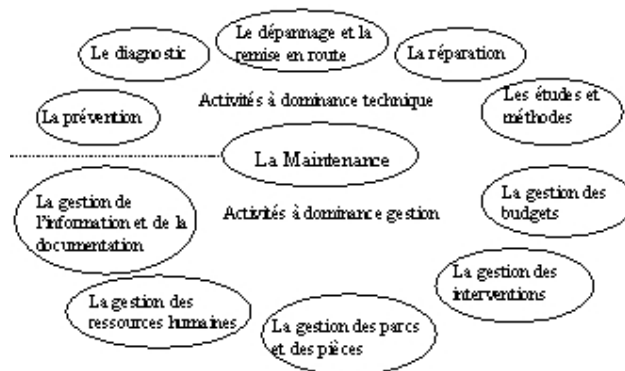 Le dépannage et la
remise en route
Le diagnostic
La réparation
Activités à dominance technique
Les études et
méthodes
La prévention
La Maintenance
La gestion de
l'information et de la
documentation
Activités à dominance gestion
La gestion des
budgets
La gestion des
interventions
La gestion des
ressources humaines
La gestion des parcs
et des pièces